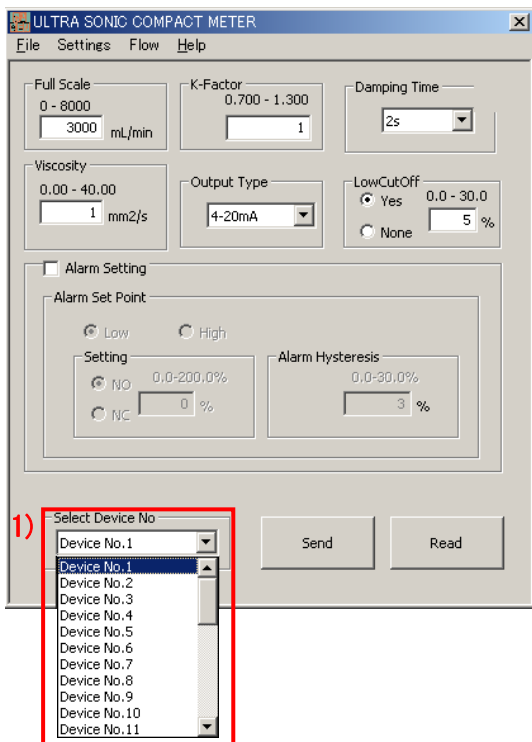 ULTRA SONIC COMPACT METER
File Settings Flow Help
Full Scale
0 - 8000
3000 mL/min
K-Factor
0.700 - 1.300
1
Damping Time
2s
Viscosity
0.00 - 40.00
1 mm2/s
Output Type
4-20mA
LowCutOff
Yes 0.0 - 30.0
5 %
None
Alarm Setting
Alarm Set Point
Low High
Setting
NO 0.0-200.0%
NC 0 %
Alarm Hysteresis
0.0-30.0%
3 %
1)
Select Device No
Device No.1
Send
Read
Device No.1
Device No.2
Device No.3
Device No.4
Device No.5
Device No.6
Device No.7
Device No.8
Device No.9
Device No.10
Device No.11